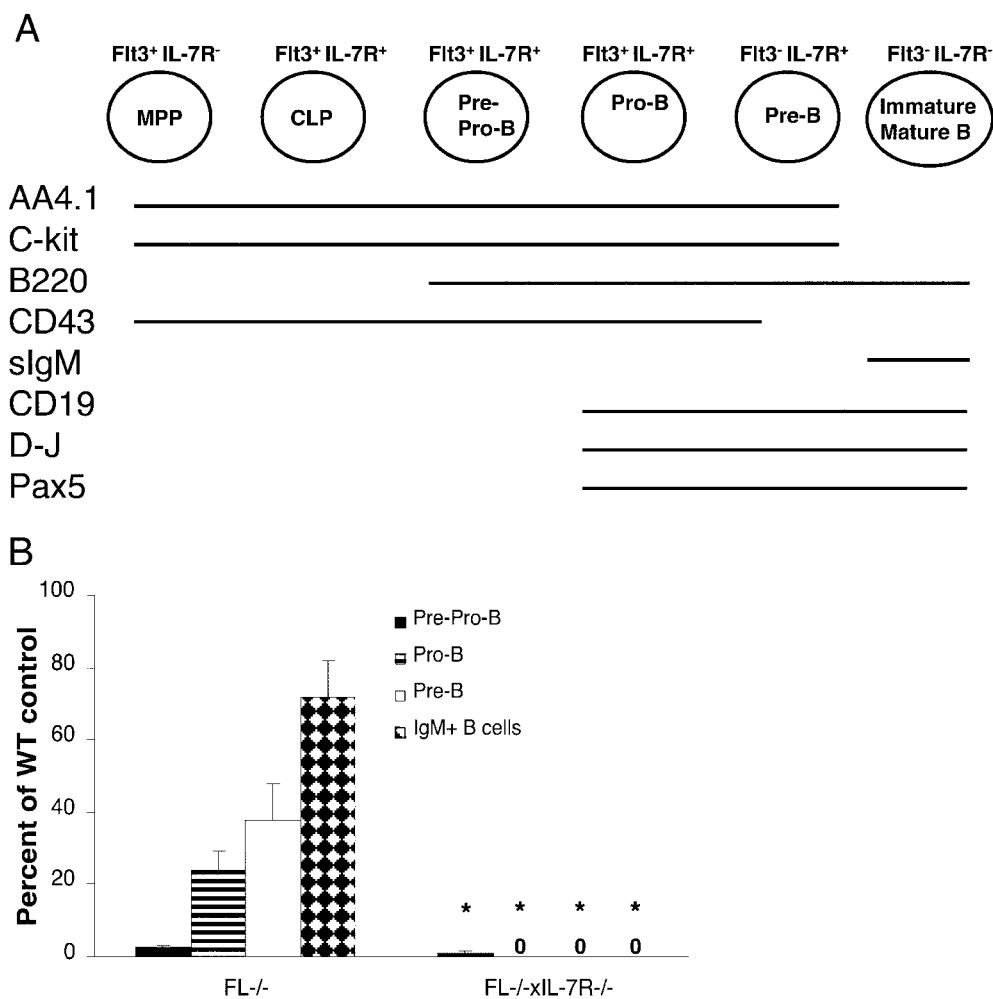 A
Flt3+ IL-7R- Flt3+ IL-7R+ Flt3+ IL-7R+ Flt3+ IL-7R+ Flt3- IL-7R+ Flt3- IL-7R-
MPP
CLP
Pre-
Pro-B
Pro-B
Pre-B
Immature
Mature B
AA4.1
C-kit
B220
CD43
sIgM
CD19
D-J
Pax5
B
Percent of WT control
100
80
60
40
20
0
Pre-Pro-B
Pro-B
Pre-B
IgM+ B cells
* * * *
0 0 0
FL-/- FL-/-xIL-7R-/-